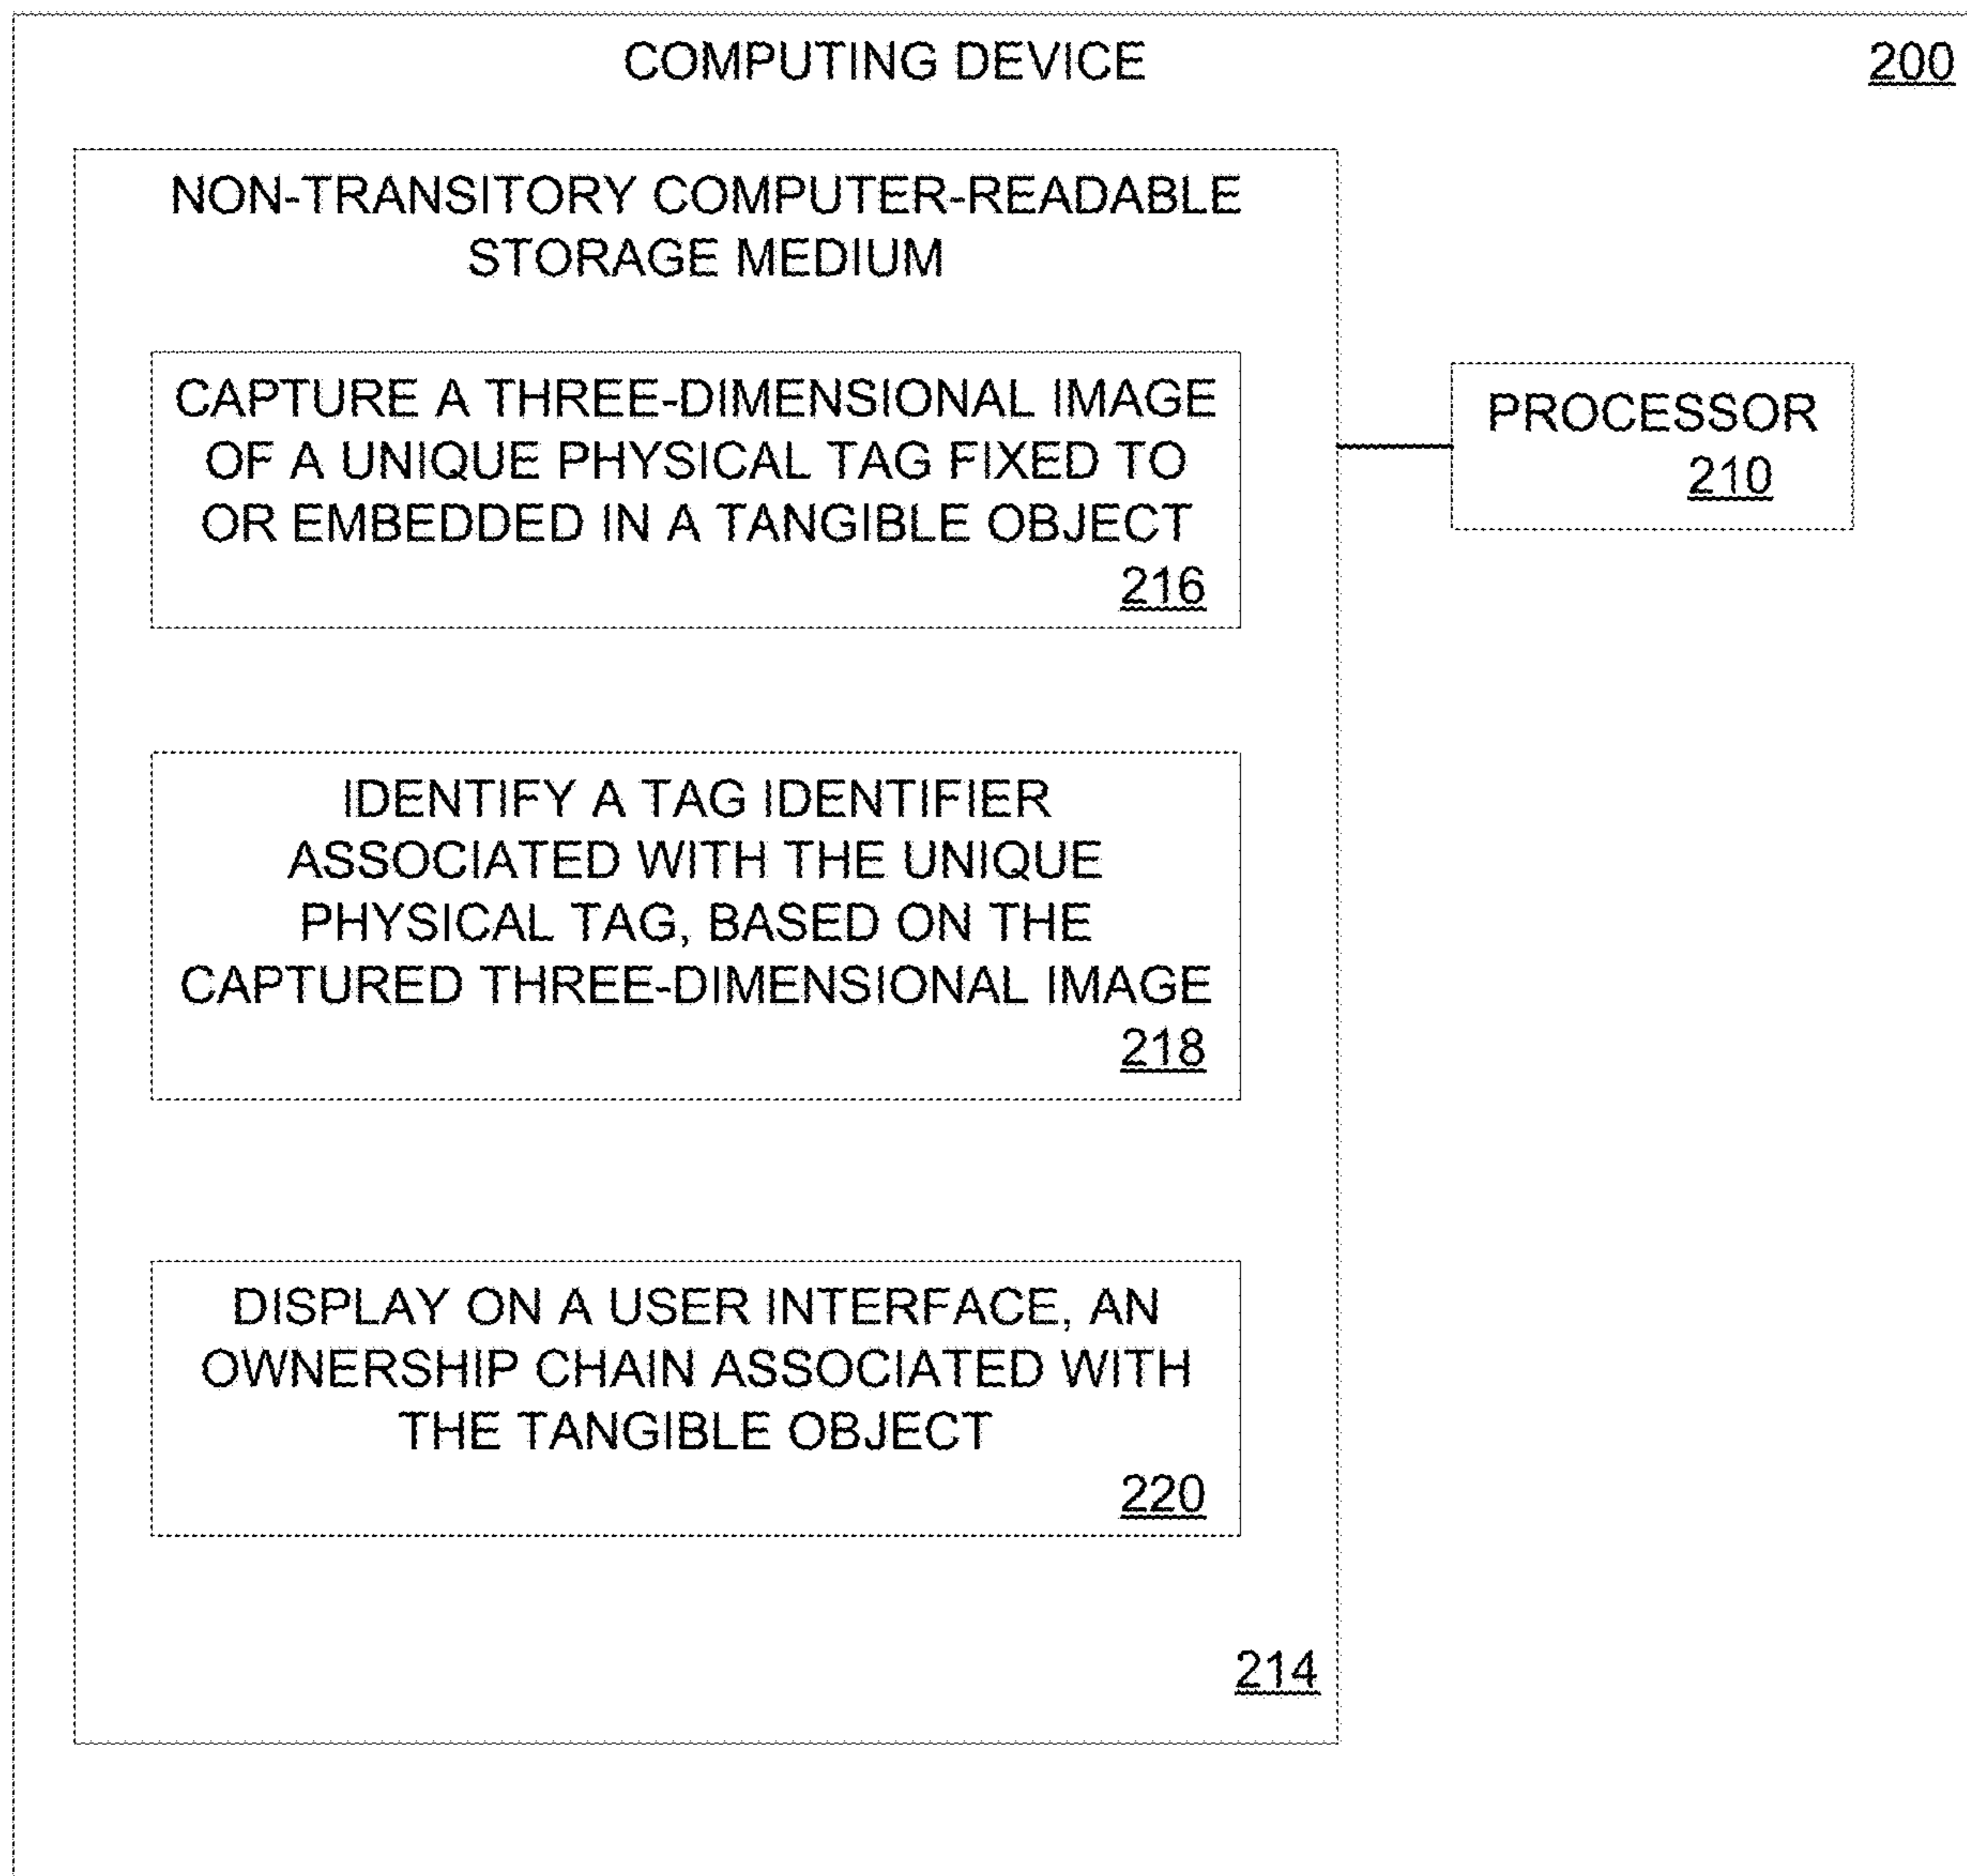 COMPUTING DEVICE
200
NON-TRANSITORY COMPUTER-READABLE
STORAGE MEDIUM
CAPTURE A THREE-DIMENSIONAL IMAGE
OF A UNIQUE PHYSICAL TAG FIXED TO
OR EMBEDDED IN A TANGIBLE OBJECT
216
PROCESSOR
210
IDENTIFY A TAG IDENTIFIER
ASSOCIATED WITH THE UNIQUE
PHYSICAL TAG, BASED ON THE
CAPTURED THREE-DIMENSIONAL IMAGE
218
DISPLAY ON A USER INTERFACE, AN
OWNERSHIP CHAIN ASSOCIATED WITH
THE TANGIBLE OBJECT
220
214